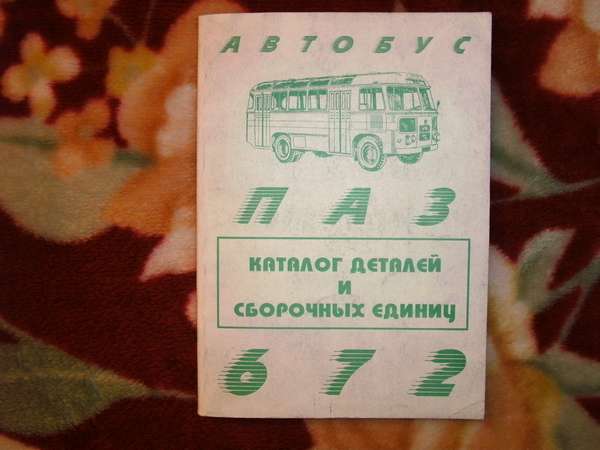 АВТОБУС
ПАЗ
КАТАЛОГ ДЕТАЛЕЙ
И
СБОРОЧНЫХ ЕДИНИЦ
672